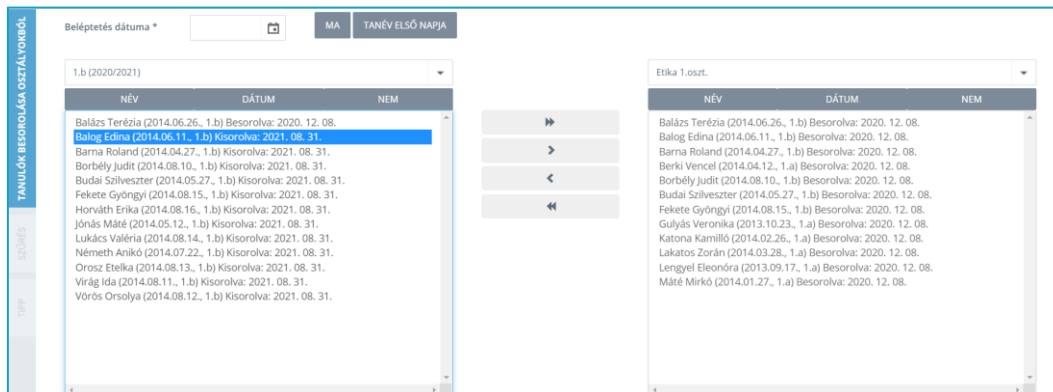 TANULÓK BESOROLÁSA OSZTÁLYOKBÓL
SZŰRÉS
TIPP
Beléptetés dátuma *
MA
TANÉV ELSŐ NAPJA
1.b (2020/2021)
NÉV DÁTUM NEM
Balázs Terézia (2014.06.26., 1.b) Besorolva: 2020. 12. 08.
Balog Edina (2014.06.11., 1.b) Kisorolva: 2021. 08. 31.
Barna Roland (2014.04.27., 1.b) Kisorolva: 2021. 08. 31.
Borbély Judit (2014.08.10., 1.b) Kisorolva: 2021. 08. 31.
Budai Szilveszter (2014.05.27., 1.b) Kisorolva: 2021. 08. 31.
Fekete Gyöngyi (2014.08.15., 1.b) Kisorolva: 2021. 08. 31.
Horváth Erika (2014.08.16., 1.b) Kisorolva: 2021. 08. 31.
Jónás Máté (2014.05.12., 1.b) Kisorolva: 2021. 08. 31.
Lukács Valéria (2014.08.14., 1.b) Kisorolva: 2021. 08. 31.
Németh Anikó (2014.07.22., 1.b) Kisorolva: 2021. 08. 31.
Orosz Etelka (2014.08.13., 1.b) Kisorolva: 2021. 08. 31.
Virág Ida (2014.08.11., 1.b) Kisorolva: 2021. 08. 31.
Vörös Orsolya (2014.08.12., 1.b) Kisorolva: 2021. 08. 31.
Etika 1.oszt.
NÉV DÁTUM NEM
Balázs Terézia (2014.06.26., 1.b) Besorolva: 2020. 12. 08.
Balog Edina (2014.06.11., 1.b) Besorolva: 2020. 12. 08.
Barna Roland (2014.04.27., 1.b) Besorolva: 2020. 12. 08.
Berki Vencel (2014.04.12., 1.a) Besorolva: 2020. 12. 08.
Borbély Judit (2014.08.10., 1.b) Besorolva: 2020. 12. 08.
Budai Szilveszter (2014.05.27., 1.b) Besorolva: 2020. 12. 08.
Fekete Gyöngyi (2014.08.15., 1.b) Besorolva: 2020. 12. 08.
Gulyás Veronika (2013.10.23., 1.a) Besorolva: 2020. 12. 08.
Katona Kamilló (2014.02.26., 1.a) Besorolva: 2020. 12. 08.
Lakatos Zorán (2014.03.28., 1.a) Besorolva: 2020. 12. 08.
Lengyel Eleonóra (2013.09.17., 1.a) Besorolva: 2020. 12. 08.
Máté Mirkó (2014.01.27., 1.a) Besorolva: 2020. 12. 08.